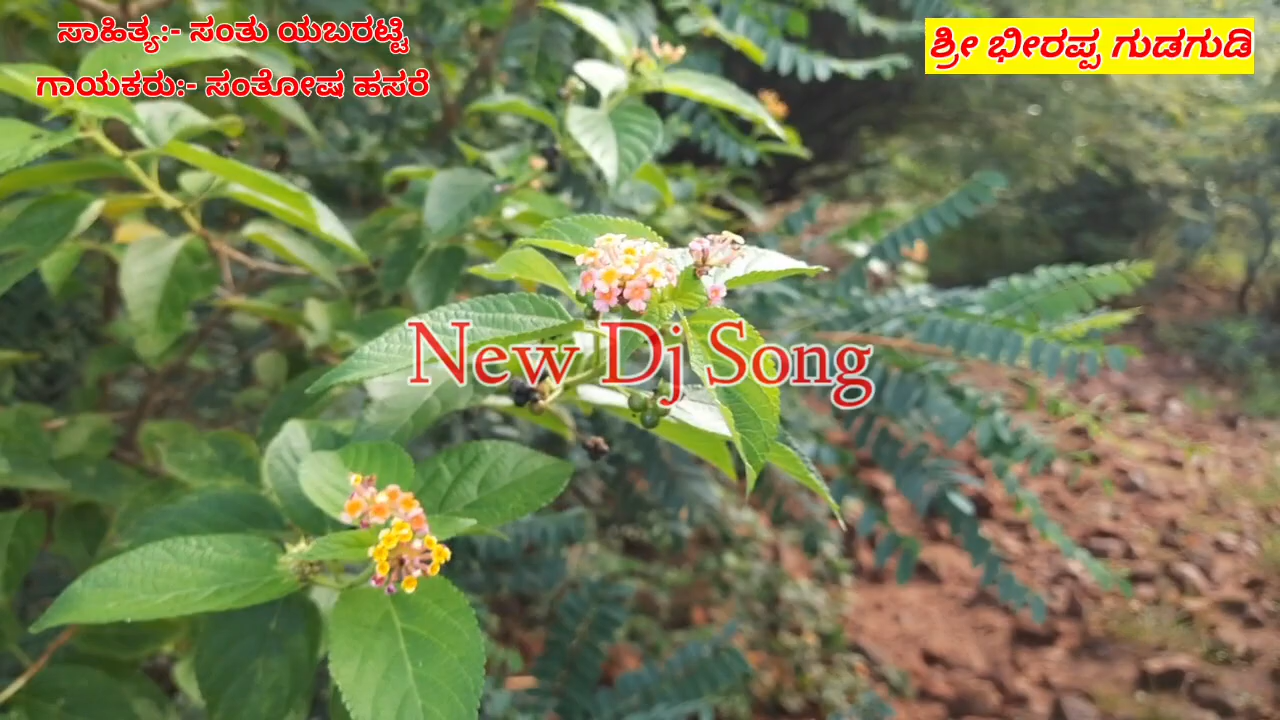 ಸಾಹಿತ್ಯ:- ಸಂತು ಯಬರಟ್ಟಿ
ಗಾಯಕರು:- ಸಂತೋಷ ಹಸರೆ
ಶ್ರೀ ಭೀರಪ್ಪ ಗುಡಗುಡಿ
New Dj Song